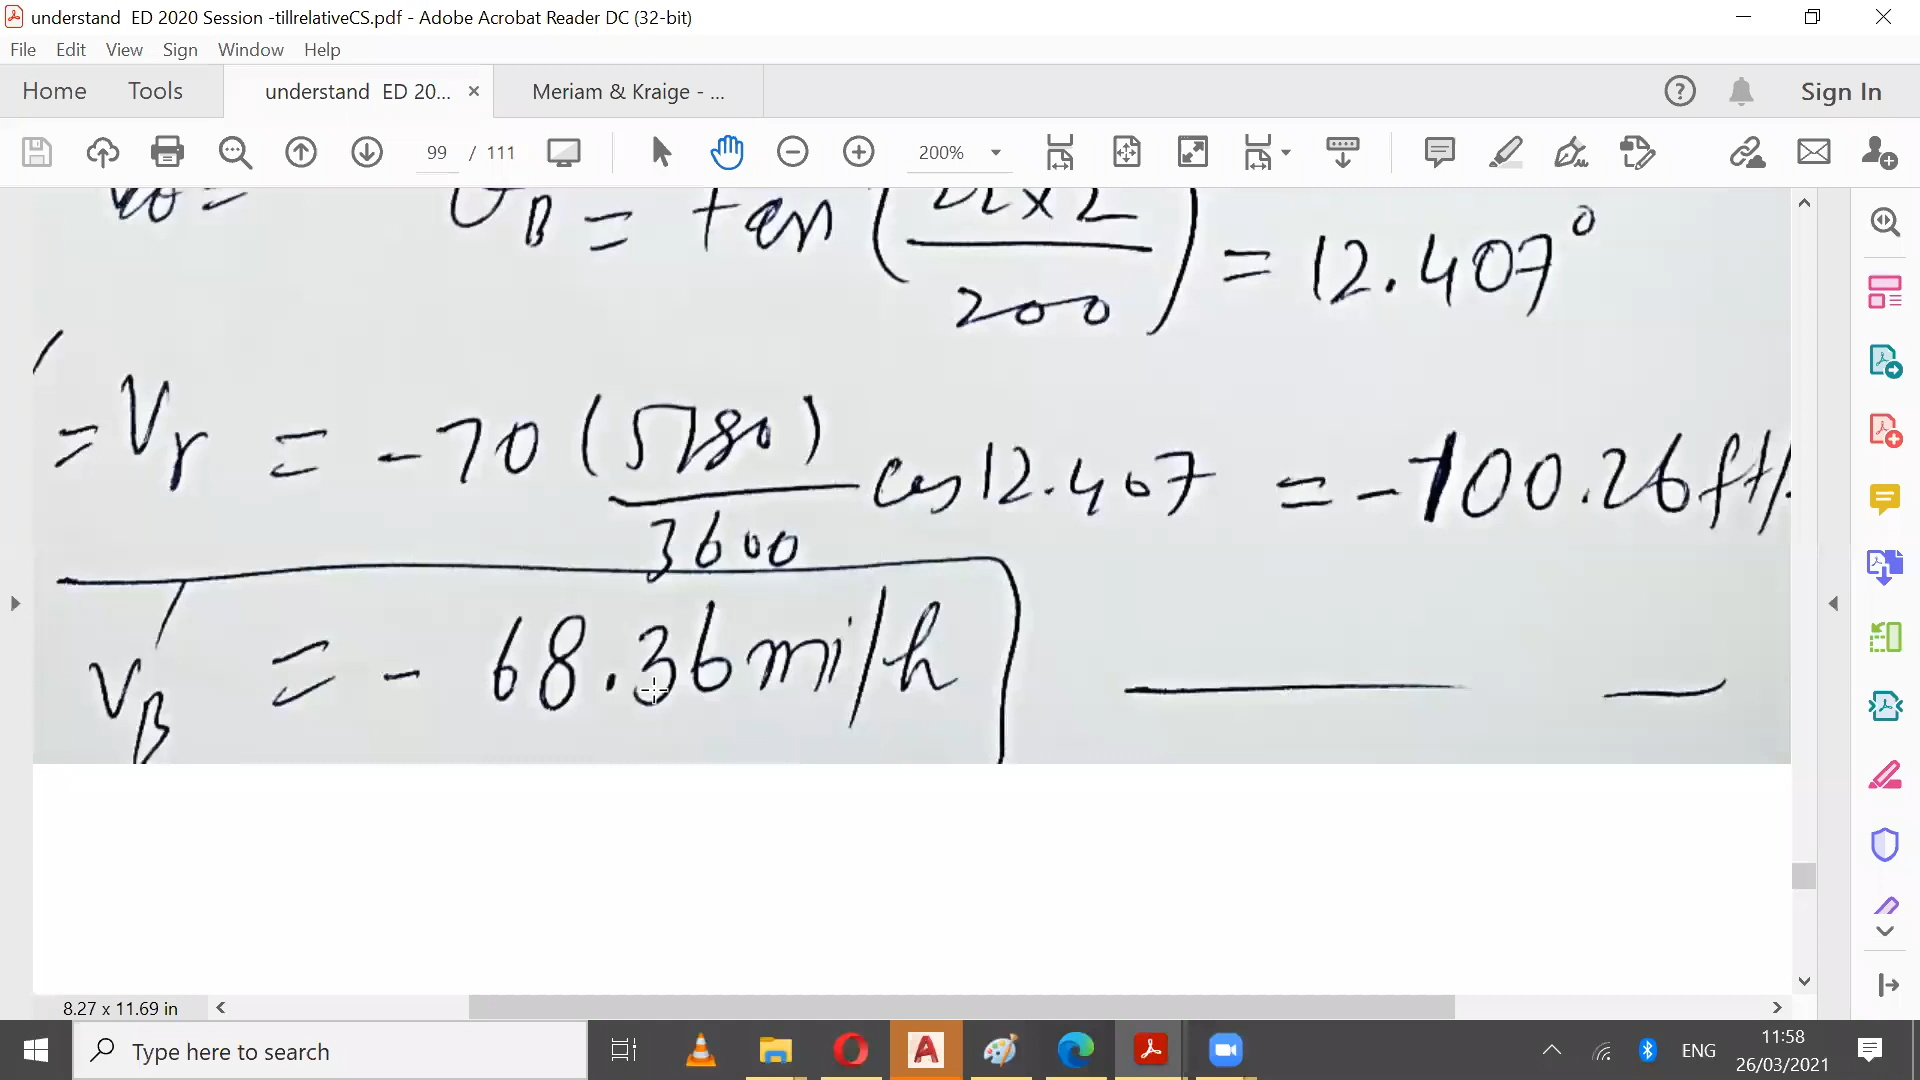 understand ED 2020 Session -tillrelativeCS.pdf - Adobe Acrobat Reader DC (32-bit)
File Edit View Sign Window Help
Home Tools understand ED 20... × Meriam & Kraige - ... Sign In
99 / 111 200%
= tan ( / 200 ) = 12.407°
= Vr = -70 (5780) / 3600 cos 12.407 = -100.26 ft/
VB = - 68.36 mi/h
8.27 x 11.69 in
Type here to search
ENG
11:58
26/03/2021